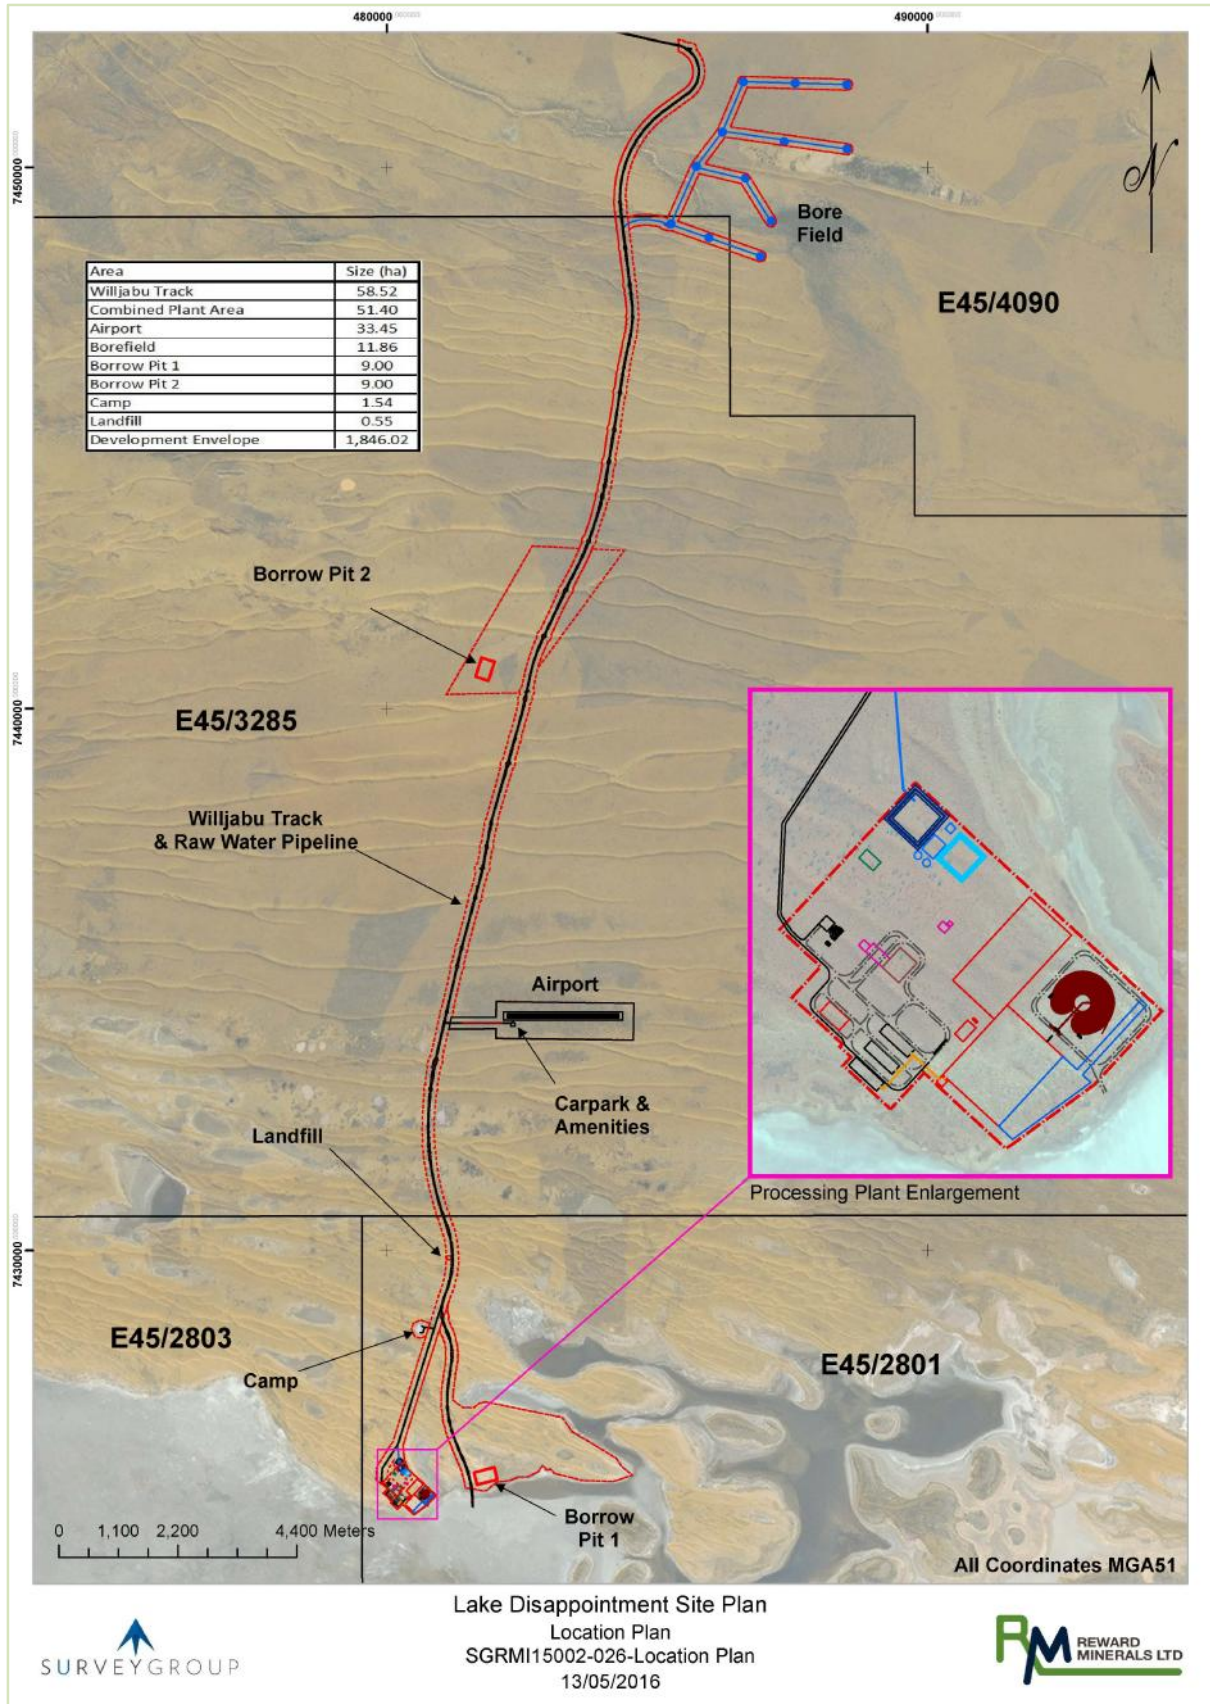 480000
490000
7450000
7440000
7430000
N
Bore
Field
E45/4090
Area Size (ha)
Willjabu Track 58.52
Combined Plant Area 51.40
Airport 33.45
Borefield 11.86
Borrow Pit 1 9.00
Borrow Pit 2 9.00
Camp 1.54
Landfill 0.55
Development Envelope 1,846.02
Borrow Pit 2
E45/3285
Willjabu Track
& Raw Water Pipeline
Airport
Carpark &
Amenities
Landfill
Processing Plant Enlargement
E45/2803
Camp
E45/2801
Borrow
Pit 1
0 1,100 2,200 4,400 Meters
All Coordinates MGA51
Lake Disappointment Site Plan
Location Plan
SGRMI15002-026-Location Plan
13/05/2016
SURVEYGROUP
RM REWARD
MINERALS LTD